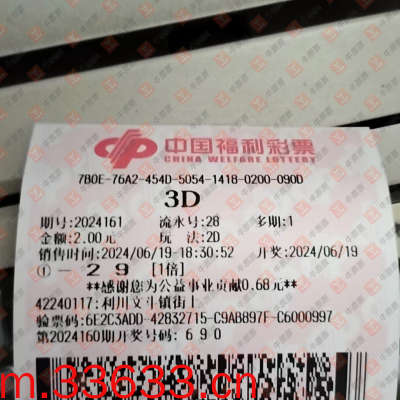 中国福利彩票
CHINA WELFARE LOTTERY
7B0E-76A2-454D-5054-1418-0200-090D
3D
期号:2024161 流水号:28 多期:1
金额:2.00元 玩 法:2D
销售时间:2024/06/19-18:30:52 开奖:2024/06/19
①－－ 2 9 [1倍]
**感谢您为公益事业贡献0.68元!**
42240117:利川文斗镇街上
验票码:6E2C3ADD-42832715-C9AB897F-C6000997
第2024160期开奖号码: 6 9 0
m.33633.cn